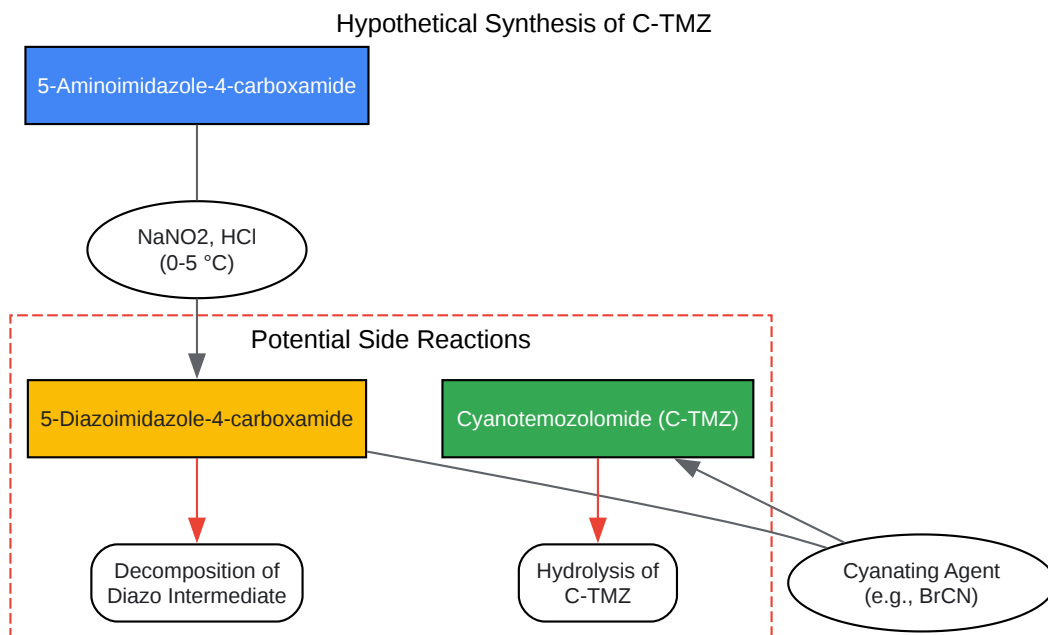 Hypothetical Synthesis of C-TMZ
5-Aminoimidazole-4-carboxamide
NaNO2, HCl
(0-5 °C)
Potential Side Reactions
5-Diazoimidazole-4-carboxamide
Cyanotemozolomide (C-TMZ)
Decomposition of
Diazo Intermediate
Hydrolysis of
C-TMZ
Cyanating Agent
(e.g., BrCN)